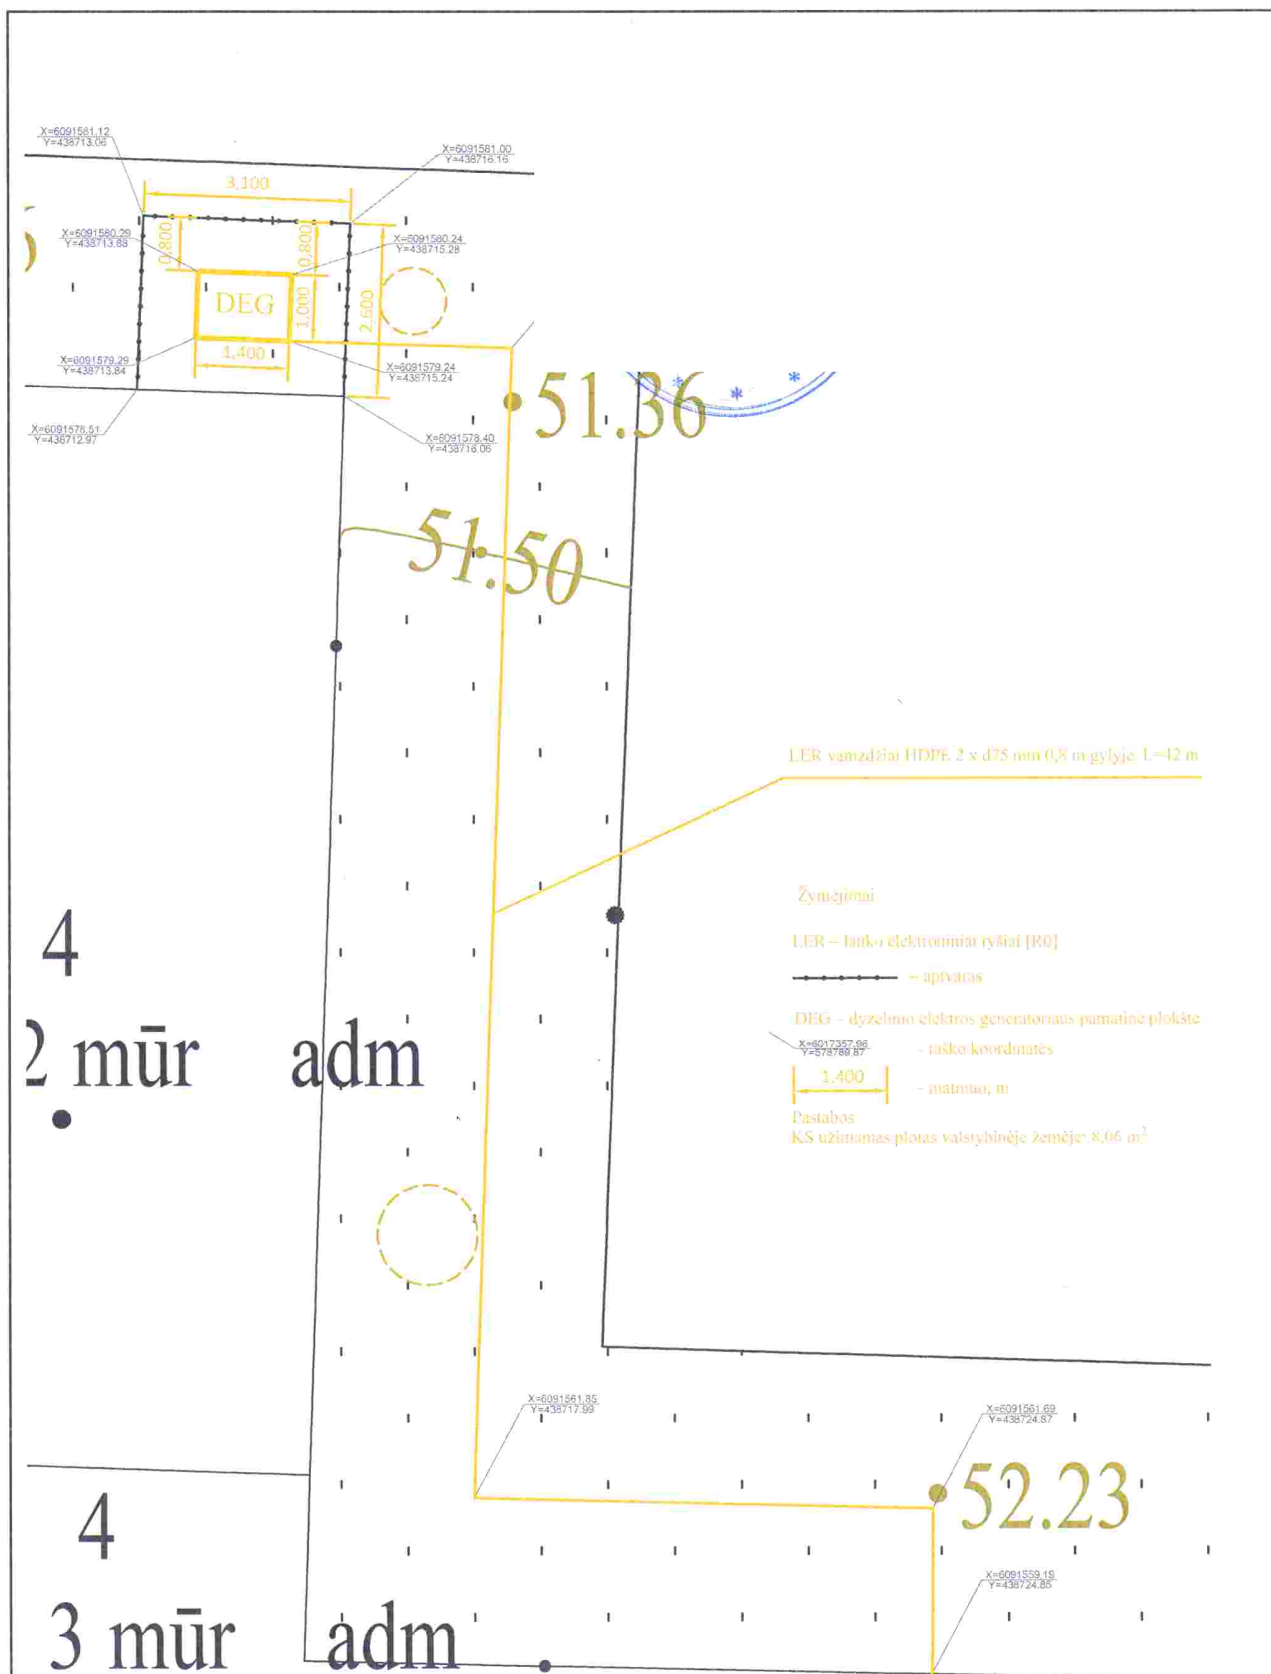 X=6091581.12
Y=438713.06
X=6091581.00
Y=438716.16
3,100
X=6091580.29
Y=438713.88
0,800
0,800
X=6091580.24
Y=438715.28
DEG
1,000
2,600
1,400
X=6091579.29
Y=438713.84
X=6091579.24
Y=438715.24
51.36
X=6091578.51
Y=438712.97
X=6091578.40
Y=438716.06
51.50
LER vamzdžiai HDPE 2 x d75 mm 0,8 m gylyje, L=42 m
Žymėjimai
LER – lauko elektroniniai ryšiai [R0]
– aptvaras
DEG – dyzelinio elektros generatoriaus pamatinė plokštė
X=6017357.96
Y=578789.87
- taško koordinatės
1.400
- matmuo, m
Pastabos
KS užimamas plotas valstybinėje žemėje: 8,06 m²
4
2 mūr adm
X=6091561.85
Y=438717.99
X=6091561.69
Y=438724.87
52.23
4
X=6091559.19
Y=438724.85
3 mūr adm